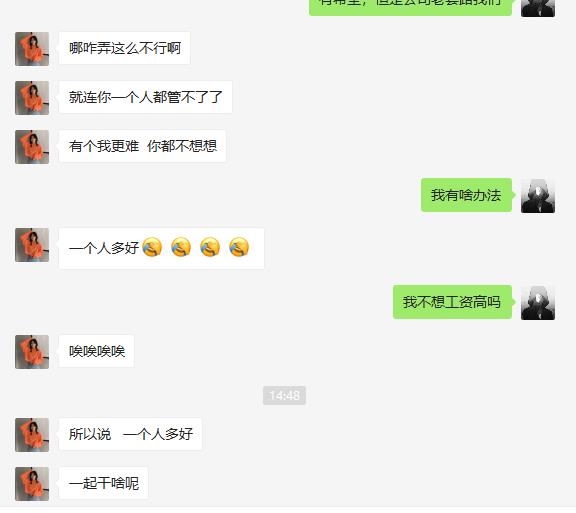 有希望，但是公司老套路我们
哪咋弄这么不行啊
就连你一个人都管不了了
有个我更难 你都不想想
我有啥办法
一个人多好
我不想工资高吗
唉唉唉唉
14:48
所以说 一个人多好
一起干啥呢